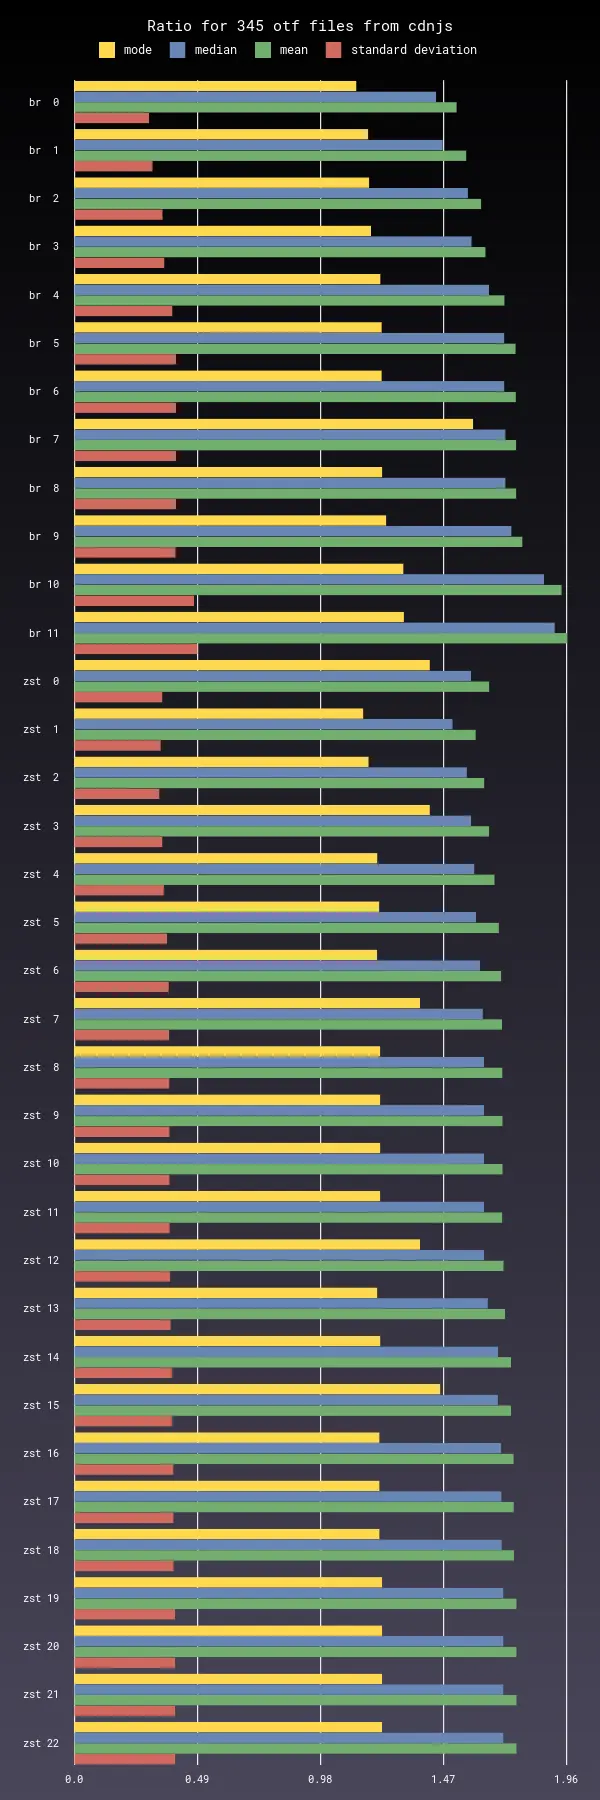 Ratio for 345 otf files from cdnjs
mode median mean standard deviation
br 0
br 1
br 2
br 3
br 4
br 5
br 6
br 7
br 8
br 9
br 10
br 11
zst 0
zst 1
zst 2
zst 3
zst 4
zst 5
zst 6
zst 7
zst 8
zst 9
zst 10
zst 11
zst 12
zst 13
zst 14
zst 15
zst 16
zst 17
zst 18
zst 19
zst 20
zst 21
zst 22
0.0 0.49 0.98 1.47 1.96